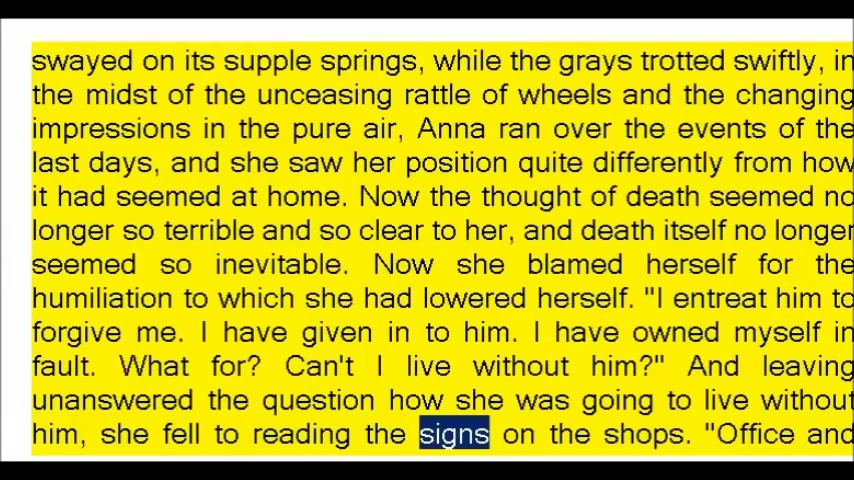 swayed on its supple springs, while the grays trotted swiftly, in
the midst of the unceasing rattle of wheels and the changing
impressions in the pure air, Anna ran over the events of the
last days, and she saw her position quite differently from how
it had seemed at home. Now the thought of death seemed no
longer so terrible and so clear to her, and death itself no longer
seemed so inevitable. Now she blamed herself for the
humiliation to which she had lowered herself. "I entreat him to
forgive me. I have given in to him. I have owned myself in
fault. What for? Can't I live without him?" And leaving
unanswered the question how she was going to live without
him, she fell to reading the signs on the shops. "Office and